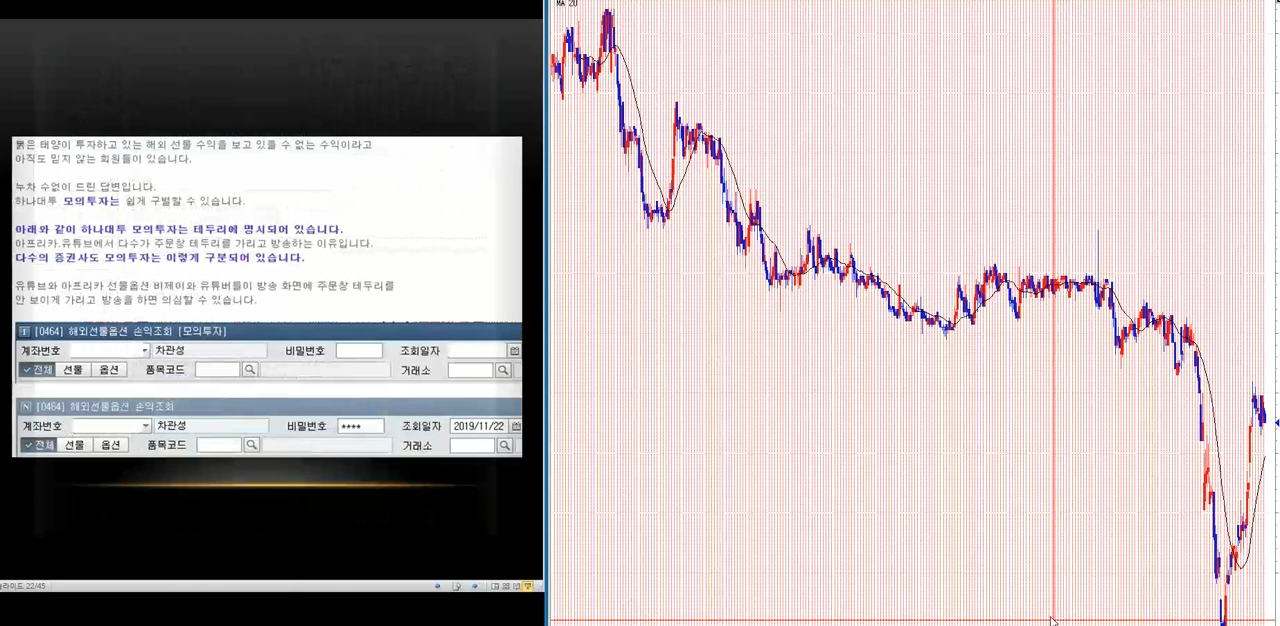 MA 20
붉은 태양이 투자하고 있는 해외 선물 수익을 보고 있을 수 없는 수익이라고
아직도 믿지 않는 회원들이 있습니다.
누차 수없이 드린 답변입니다.
하나대투 모의투자는 쉽게 구별할 수 있습니다.
아래와 같이 하나대투 모의투자는 테두리에 명시되어 있습니다.
아프리카.유튜브에서 다수가 주문창 테두리를 가리고 방송하는 이유입니다.
다수의 증권사도 모의투자는 이렇게 구분되어 있습니다.
유튜브와 아프리카 선물옵션 비제이와 유튜버들이 방송 화면에 주문창 테두리를
안 보이게 가리고 방송을 하면 의심할 수 있습니다.
[0464] 해외선물옵션 손익조회 [모의투자]
계좌번호 차관성 비밀번호 조회일자
전체 선물 옵션 품목코드 거래소
[0464] 해외선물옵션 손익조회
계좌번호 차관성 비밀번호 **** 조회일자 2019/11/22
전체 선물 옵션 품목코드 거래소
라이드 22/45